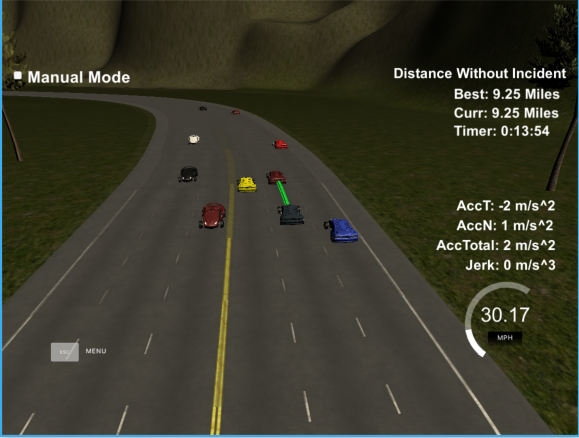 Manual Mode
Distance Without Incident
Best: 9.25 Miles
Curr: 9.25 Miles
Timer: 0:13:54
AccT: -2 m/s^2
AccN: 1 m/s^2
AccTotal: 2 m/s^2
Jerk: 0 m/s^3
30.17
MPH
ESC MENU